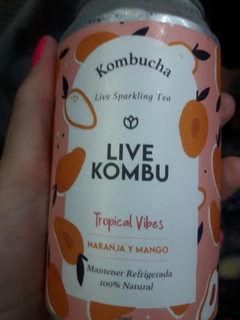 Kombucha
Live Sparkling Tea
LIVE
KOMBU
Tropical Vibes
NARANJA Y MANGO
Mantener Refrigerada
100% Natural